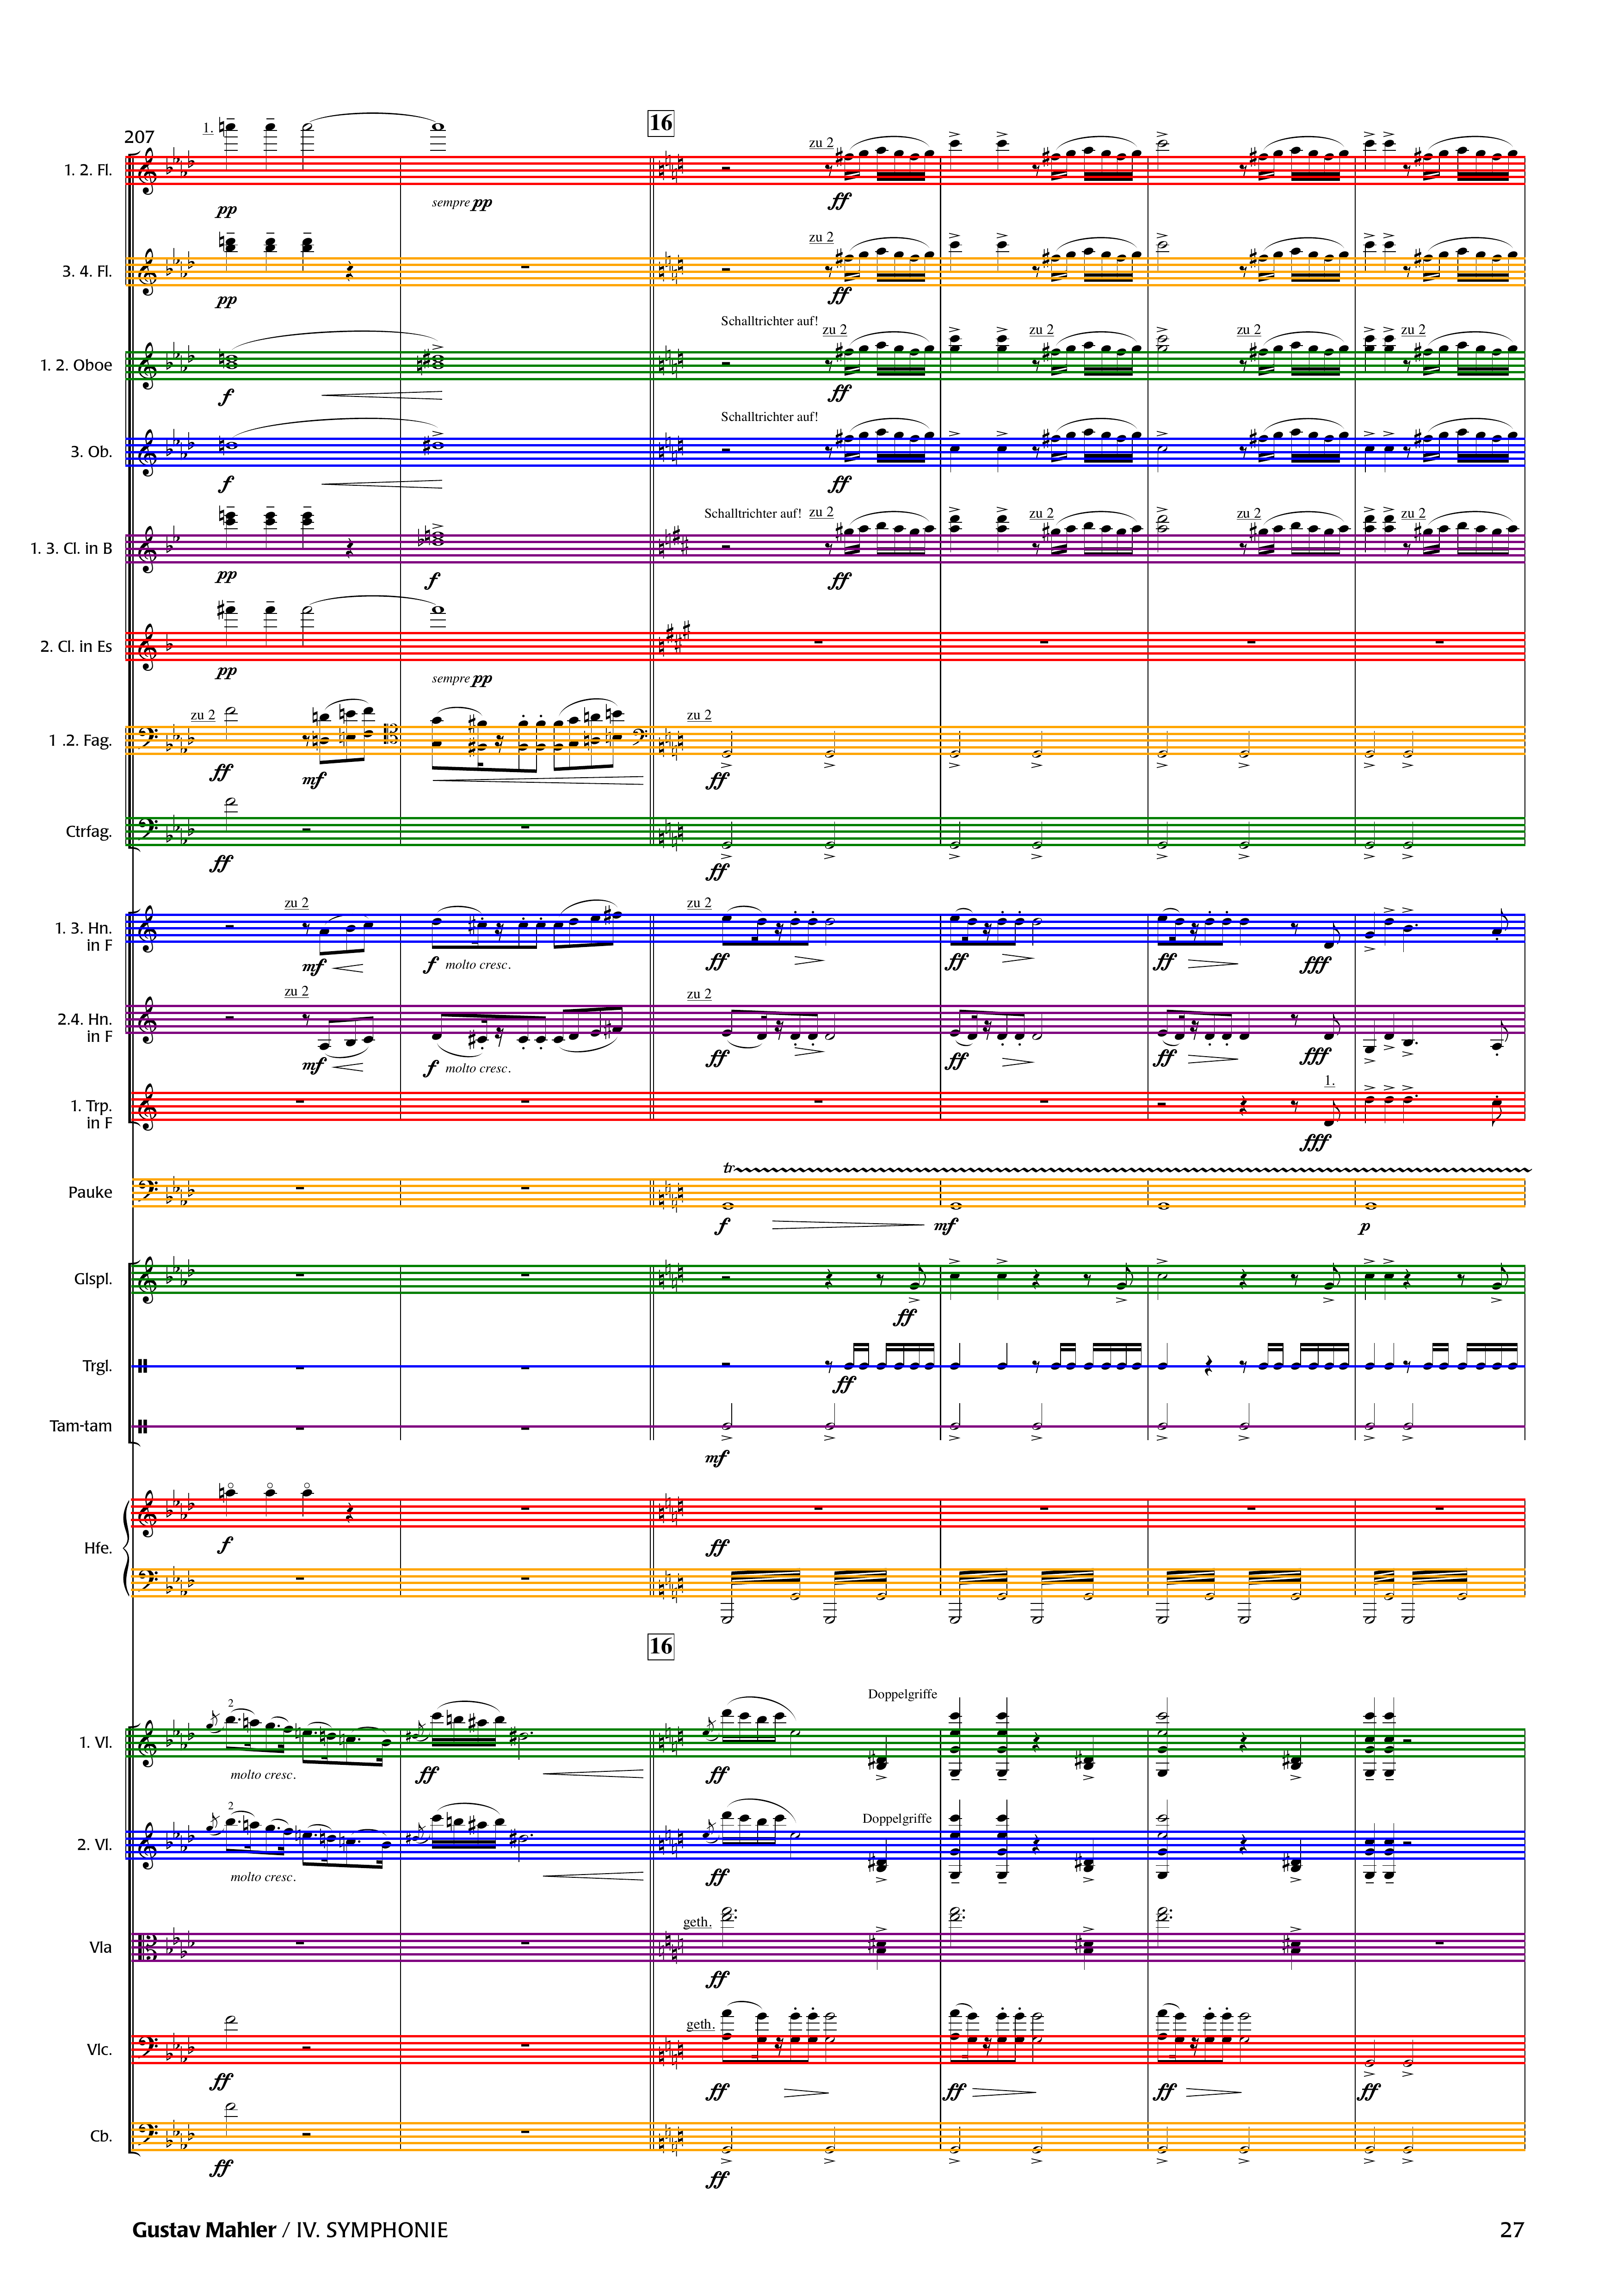 16
1.
207
zu 2
1. 2. Fl.
pp
sempre pp
ff
zu 2
3. 4. Fl.
pp
ff
Schalltrichter auf!
zu 2 zu 2 zu 2 zu 2
1. 2. Oboe
f
ff
Schalltrichter auf!
3. Ob.
f
ff
Schalltrichter auf! zu 2 zu 2 zu 2 zu 2
1. 3. Cl. in B
pp
f
ff
2. Cl. in Es
pp
sempre pp
zu 2 zu 2
1 .2. Fag.
ff mf ff
Ctrfag.
ff ff
zu 2 zu 2
1. 3. Hn.
in F
mf f molto cresc. ff ff ff fff
zu 2 zu 2
2.4. Hn.
in F
mf f molto cresc. ff ff ff fff
1.
1. Trp.
in F
fff
tr
Pauke
f mf p
Glspl.
ff
Trgl.
ff
Tam-tam
mf
Hfe.
f ff
16
Doppelgriffe
2
1. Vl.
molto cresc. ff ff
Doppelgriffe
2
2. Vl.
molto cresc. ff
geth.
Vla
ff
geth.
Vlc.
ff ff ff ff ff
Cb.
ff ff
Gustav Mahler / IV. SYMPHONIE 27